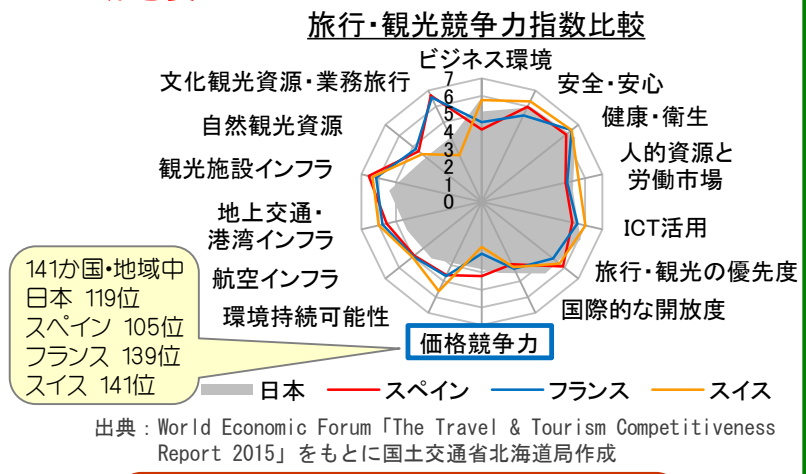 旅行・観光競争力指数比較
ビジネス環境
安全・安心
健康・衛生
人的資源と
労働市場
ICT活用
旅行・観光の優先度
国際的な開放度
価格競争力
環境持続可能性
航空インフラ
地上交通・
港湾インフラ
観光施設インフラ
自然観光資源
文化観光資源・業務旅行
7
6
5
4
3
2
1
0
141か国・地域中
日本 119位
スペイン 105位
フランス 139位
スイス 141位
日本 スペイン フランス スイス
出典：World Economic Forum「The Travel & Tourism Competitiveness
Report 2015」をもとに国土交通省北海道局作成